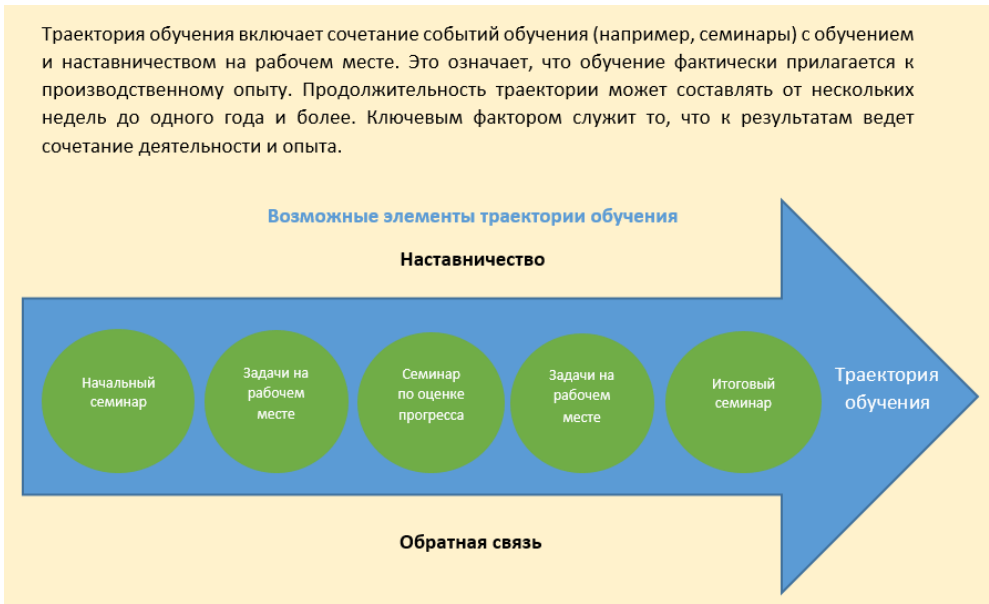 Траектория обучения включает сочетание событий обучения (например, семинары) с обучением
и наставничеством на рабочем месте. Это означает, что обучение фактически прилагается к
производственному опыту. Продолжительность траектории может составлять от нескольких
недель до одного года и более. Ключевым фактором служит то, что к результатам ведет
сочетание деятельности и опыта.
Возможные элементы траектории обучения
Наставничество
Начальный
семинар
Задачи на
рабочем
месте
Семинар
по оценке
прогресса
Задачи на
рабочем
месте
Итоговый
семинар
Траектория
обучения
Обратная связь